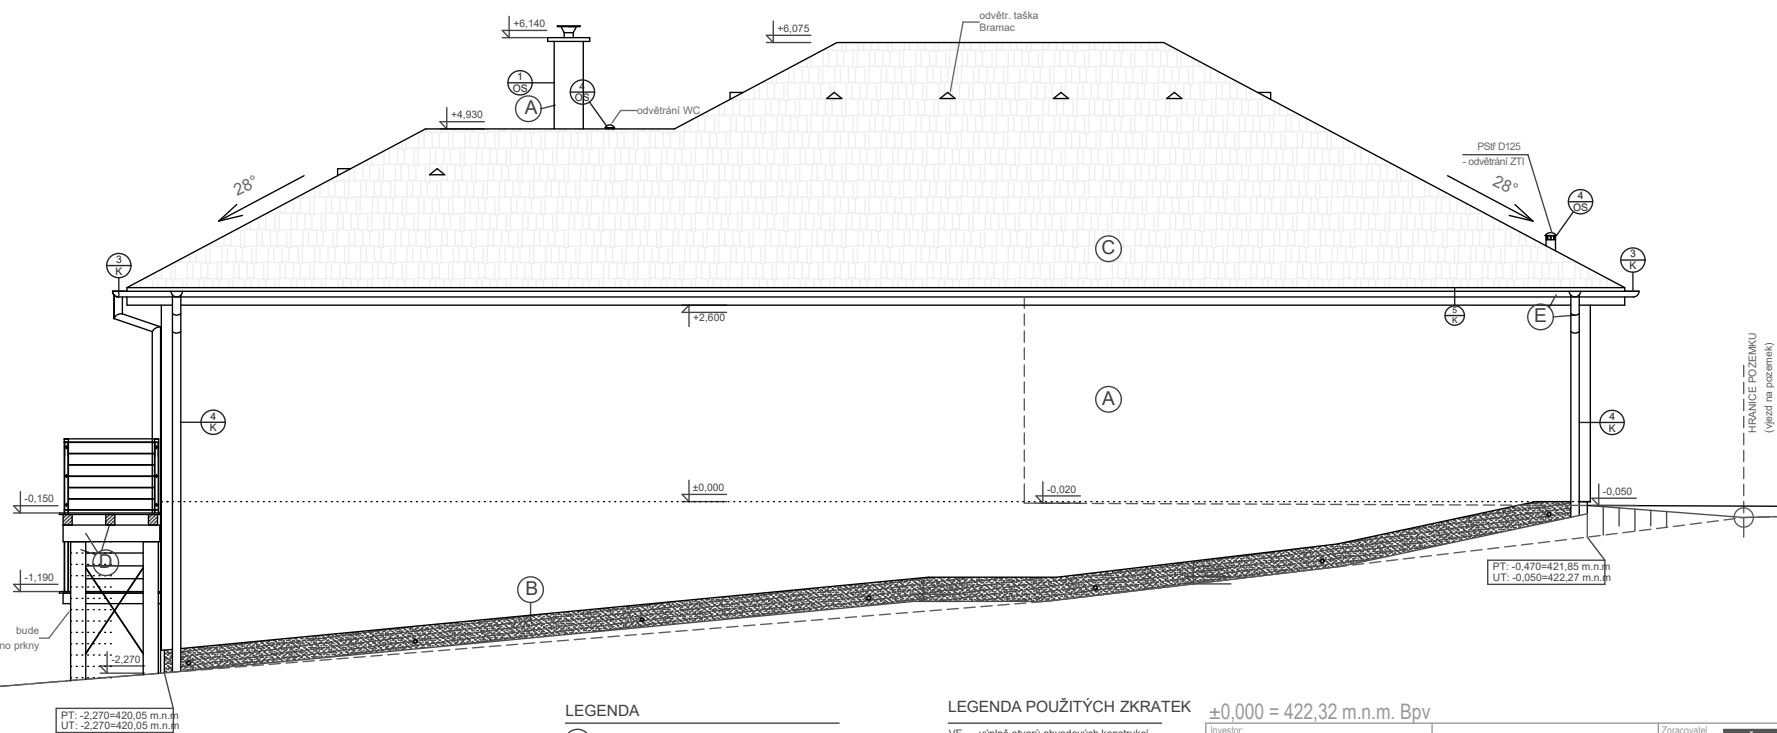 +6,140
odvětr. taška
Bramac
+6,075
1
OS
A
4
OS
odvětrání WC
+4,930
PStř D125
- odvětrání ZTI
28°
28°
4
OS
C
3
K
3
K
+2,600
5
K
E
HRANICE POZEMKU
(vjezd na pozemek)
A
4
K
4
K
-0,150
±0,000
-0,020
-0,050
D
-1,190
PT: -0,470=421,85 m.n.m
UT: -0,050=422,27 m.n.m
B
bude
no prkny
-2,270
PT: -2,270=420,05 m.n.m
UT: -2,270=420,05 m.n.m
LEGENDA
LEGENDA POUŽITÝCH ZKRATEK
±0,000 = 422,32 m.n.m. Bpv
Investor:
Zpracovatel